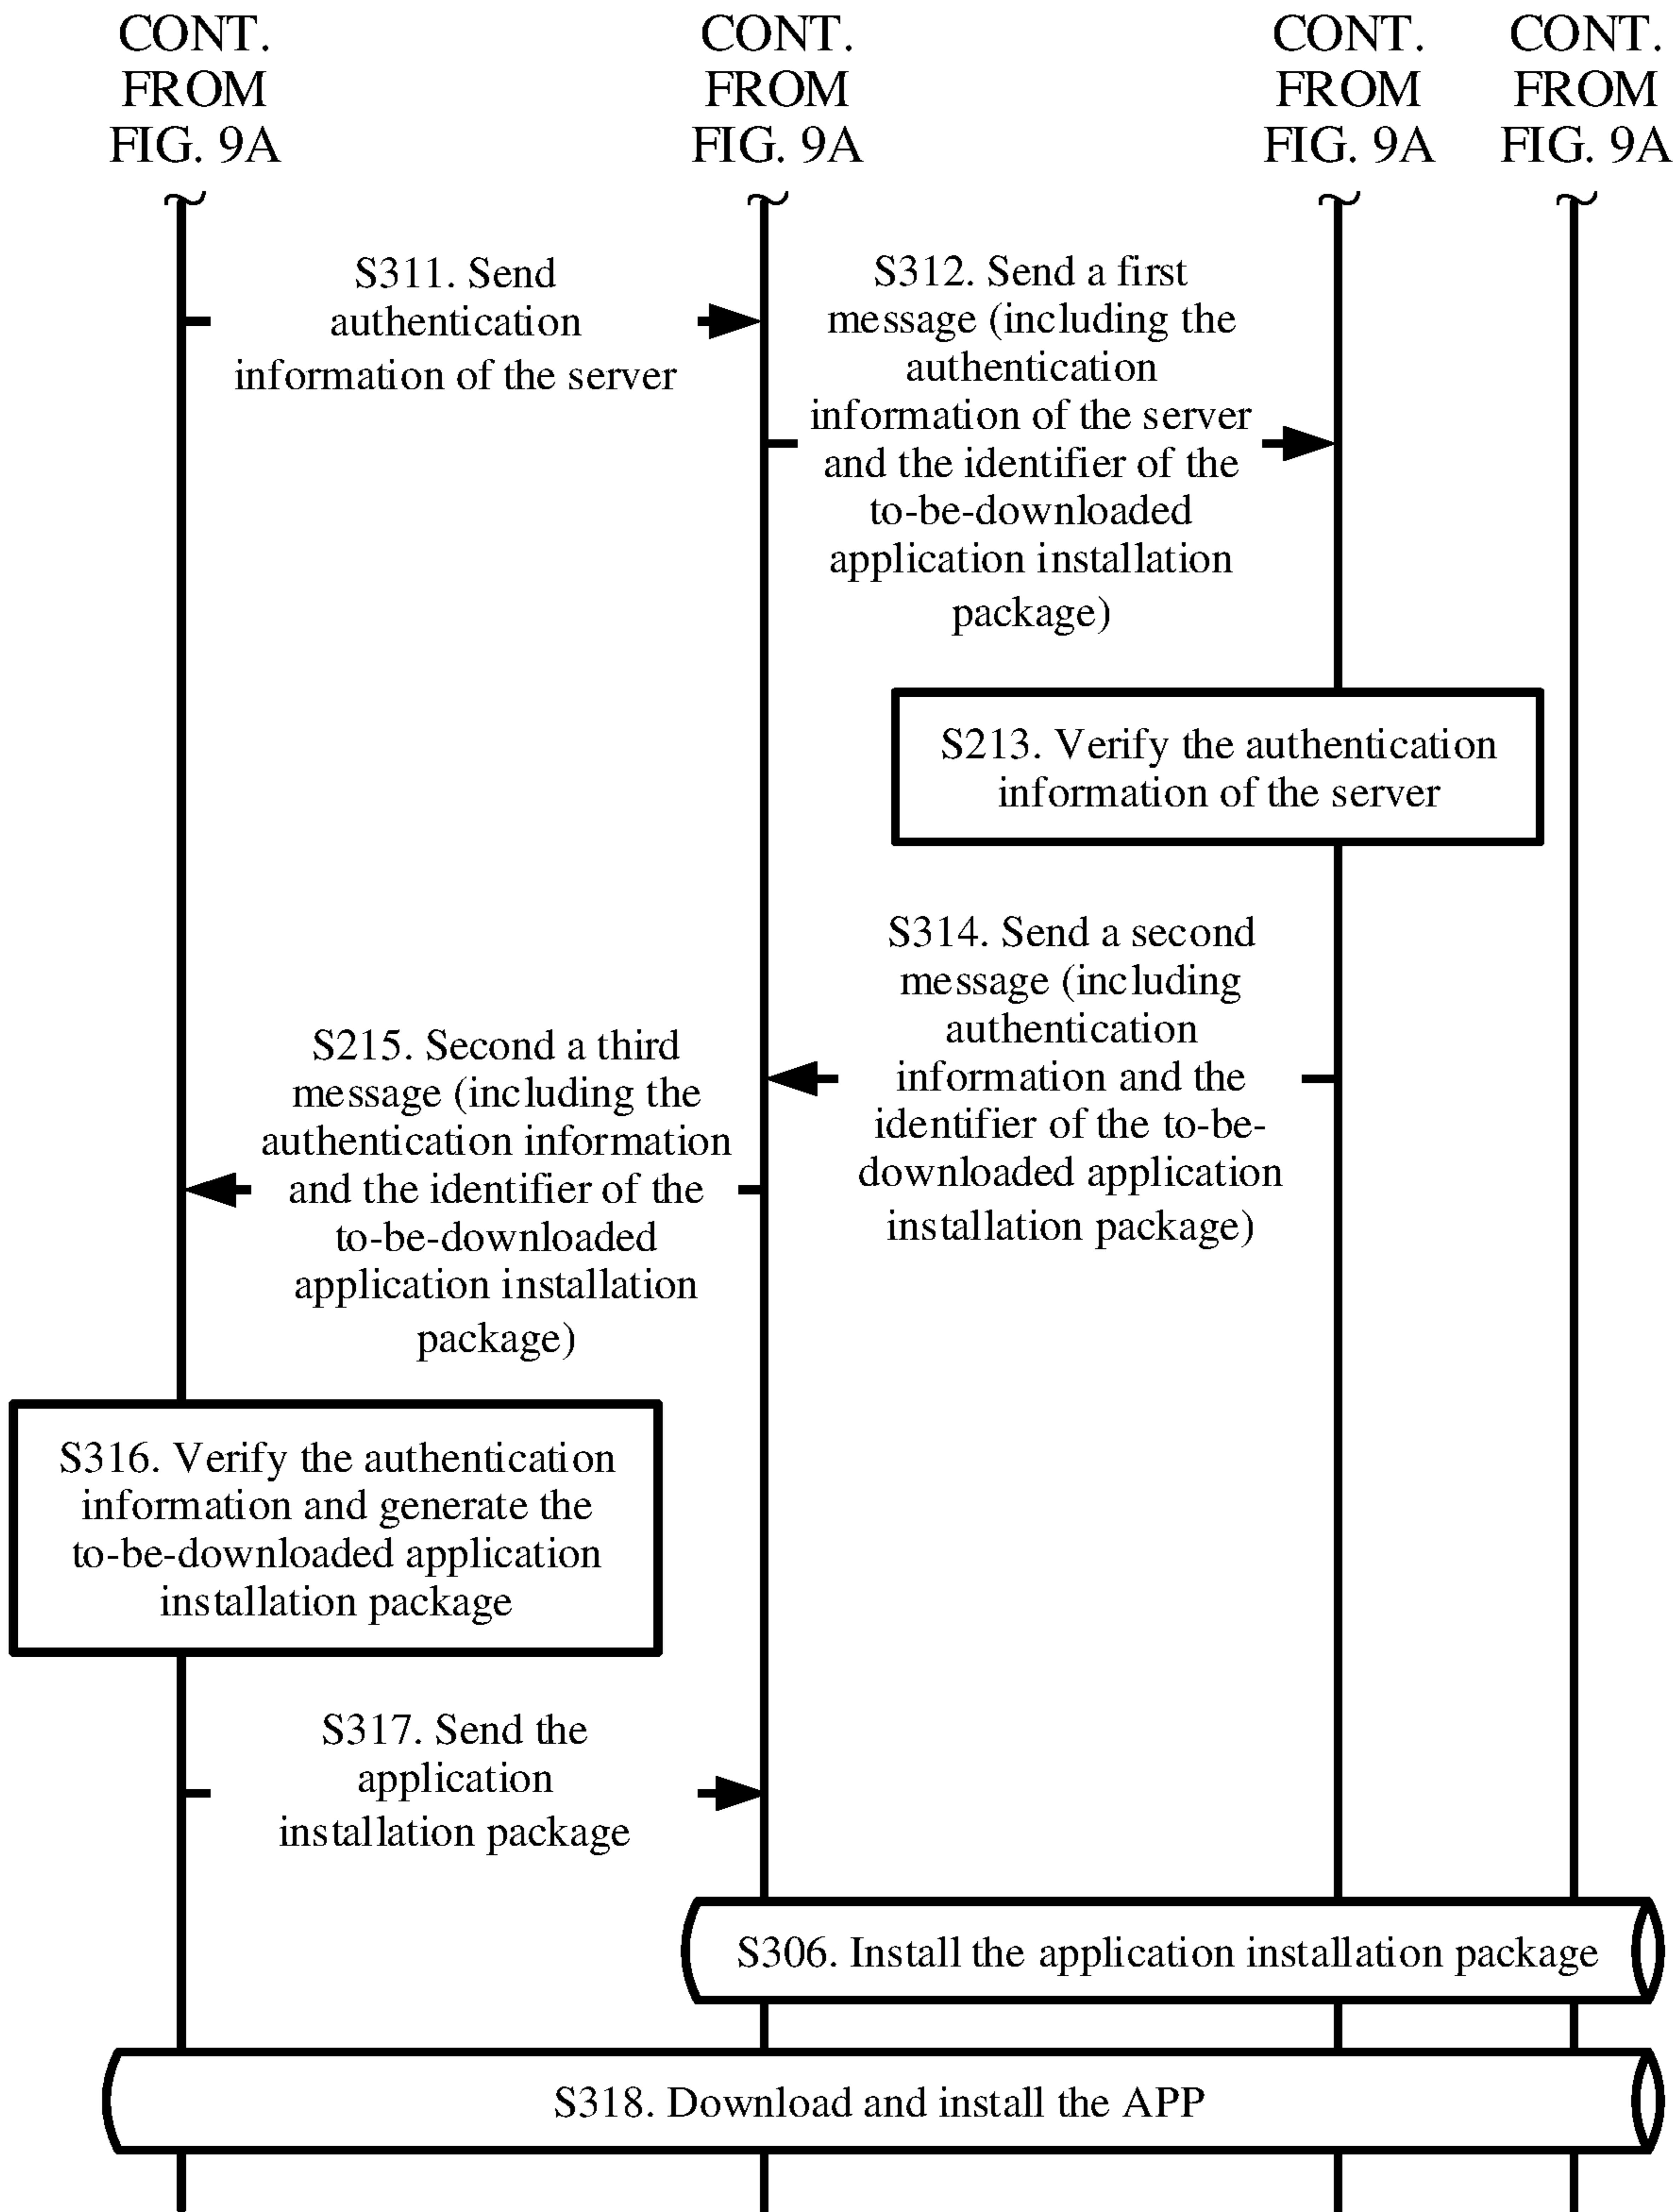 CONT.
FROM
FIG. 9A
CONT.
FROM
FIG. 9A
CONT.
FROM
FIG. 9A
CONT.
FROM
FIG. 9A
S311. Send
authentication
information of the server
S312. Send a first
message (including the
authentication
information of the server
and the identifier of the
to-be-downloaded
application installation
package)
S213. Verify the authentication
information of the server
S314. Send a second
message (including
authentication
information and the
identifier of the to-be-
downloaded application
installation package)
S215. Second a third
message (including the
authentication information
and the identifier of the
to-be-downloaded
application installation
package)
S316. Verify the authentication
information and generate the
to-be-downloaded application
installation package
S317. Send the
application
installation package
S306. Install the application installation package
S318. Download and install the APP